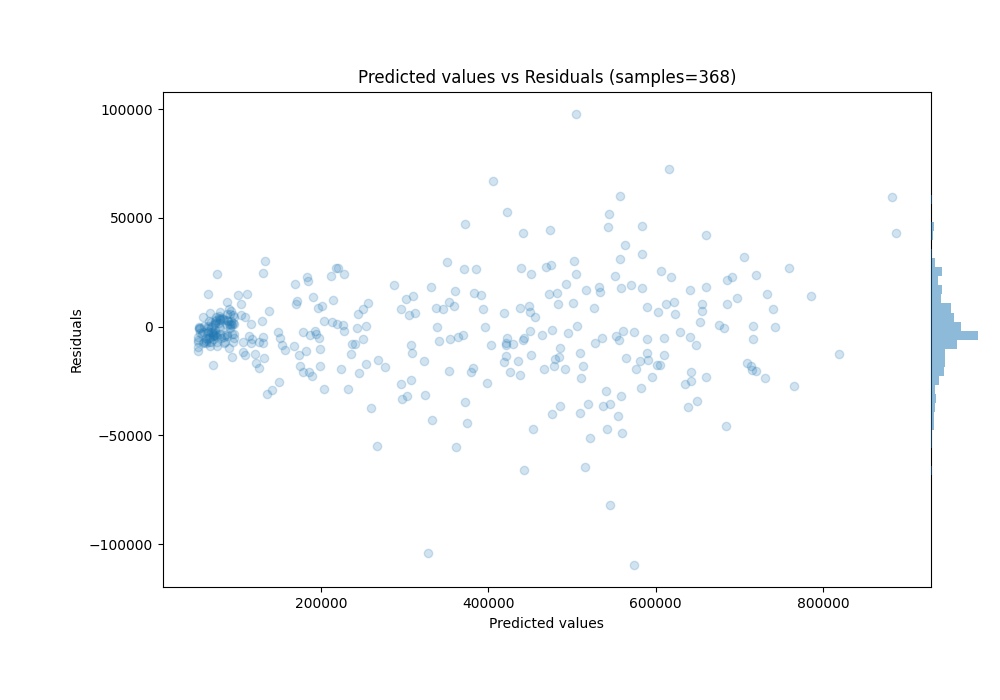 Predicted values vs Residuals (samples=368)
100000
50000
0
−50000
−100000
Residuals
200000 400000 600000 800000
Predicted values